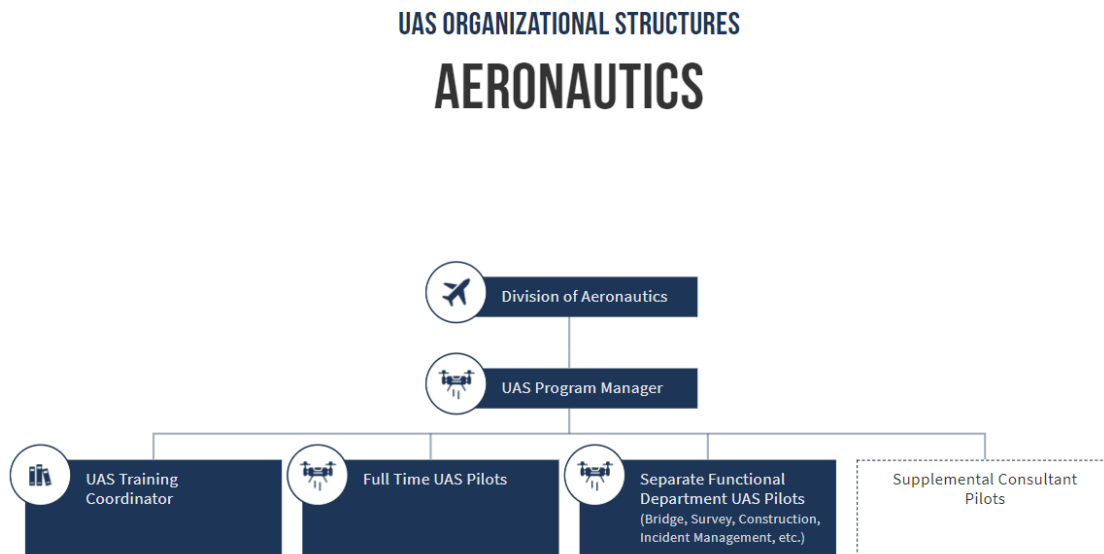 UAS ORGANIZATIONAL STRUCTURES
AERONAUTICS
Division of Aeronautics
UAS Program Manager
UAS Training
Coordinator
Full Time UAS Pilots
Separate Functional
Department UAS Pilots
(Bridge, Survey, Construction,
Incident Management, etc.)
Supplemental Consultant
Pilots